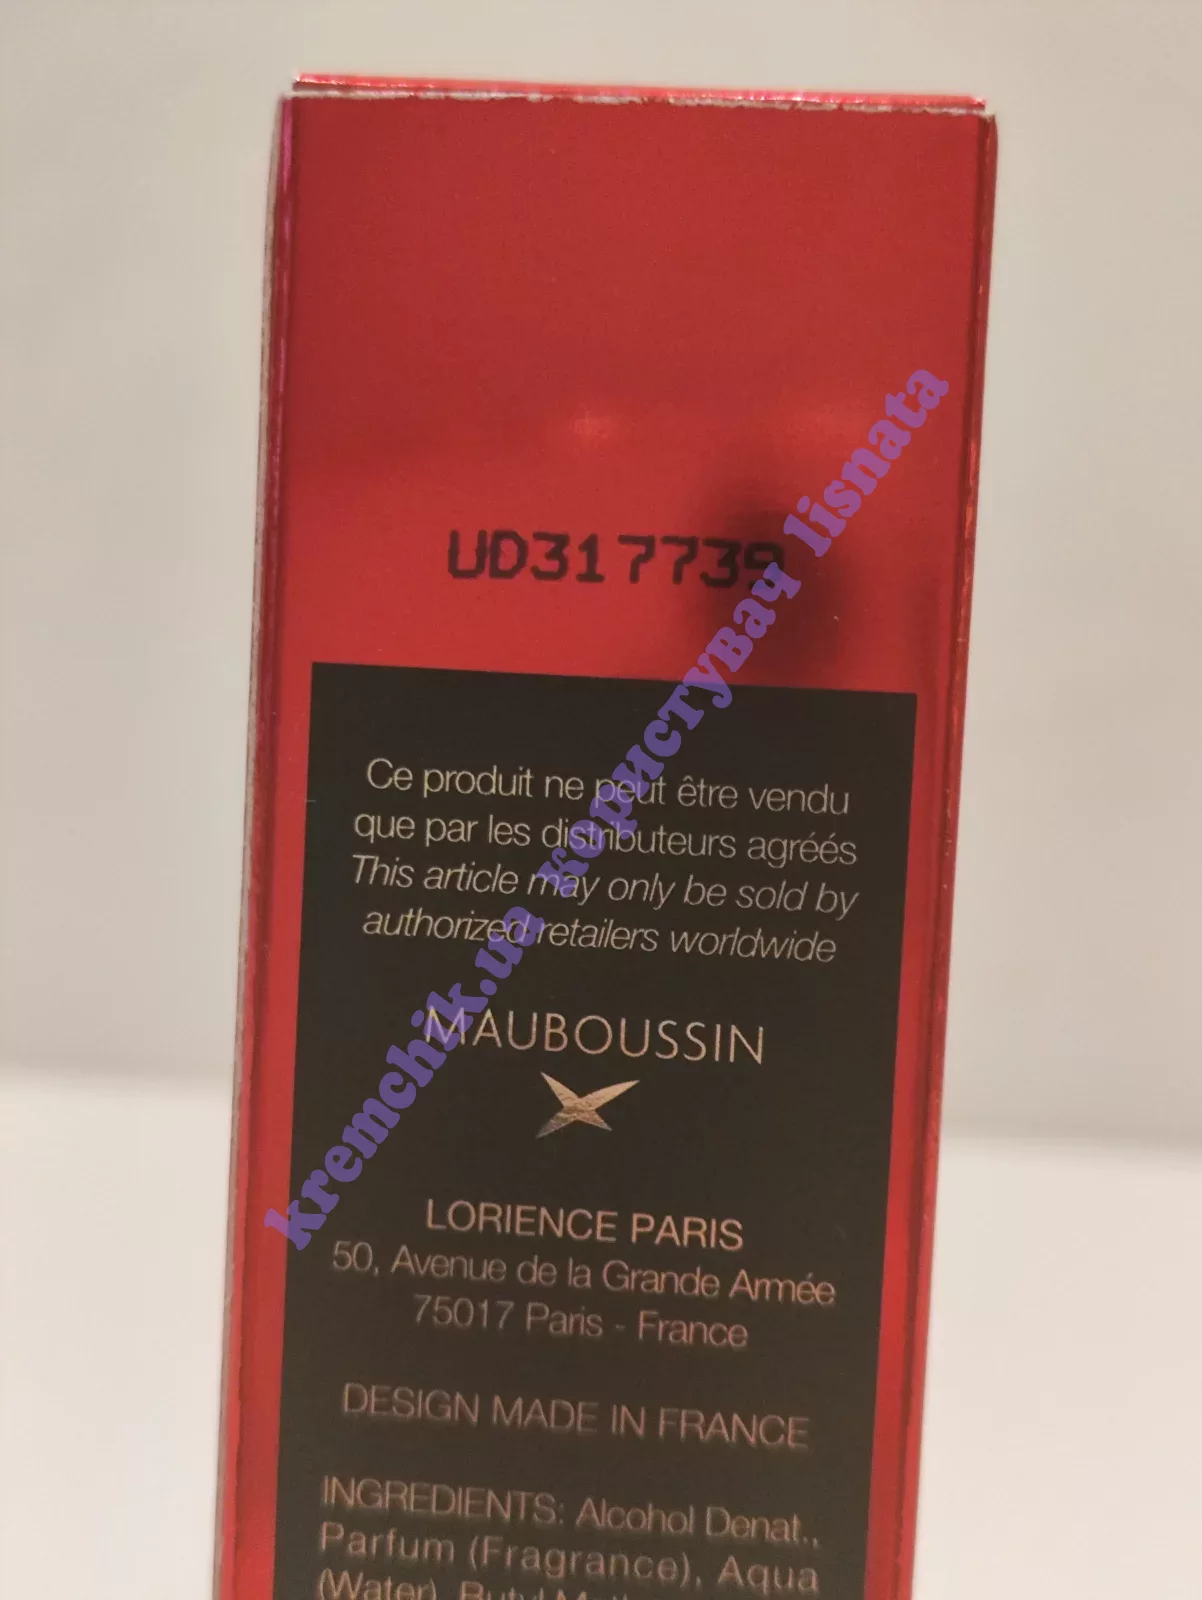 UD317739
Ce produit ne peut être vendu
que par les distributeurs agréés
This article may only be sold by
authorized retailers worldwide
MAUBOUSSIN
LORIENCE PARIS
50, Avenue de la Grande Armée
75017 Paris - France
DESIGN MADE IN FRANCE
INGREDIENTS: Alcohol Denat.,
Parfum (Fragrance), Aqua
(Water), Butyl
kremchik.ua користувач lisnata